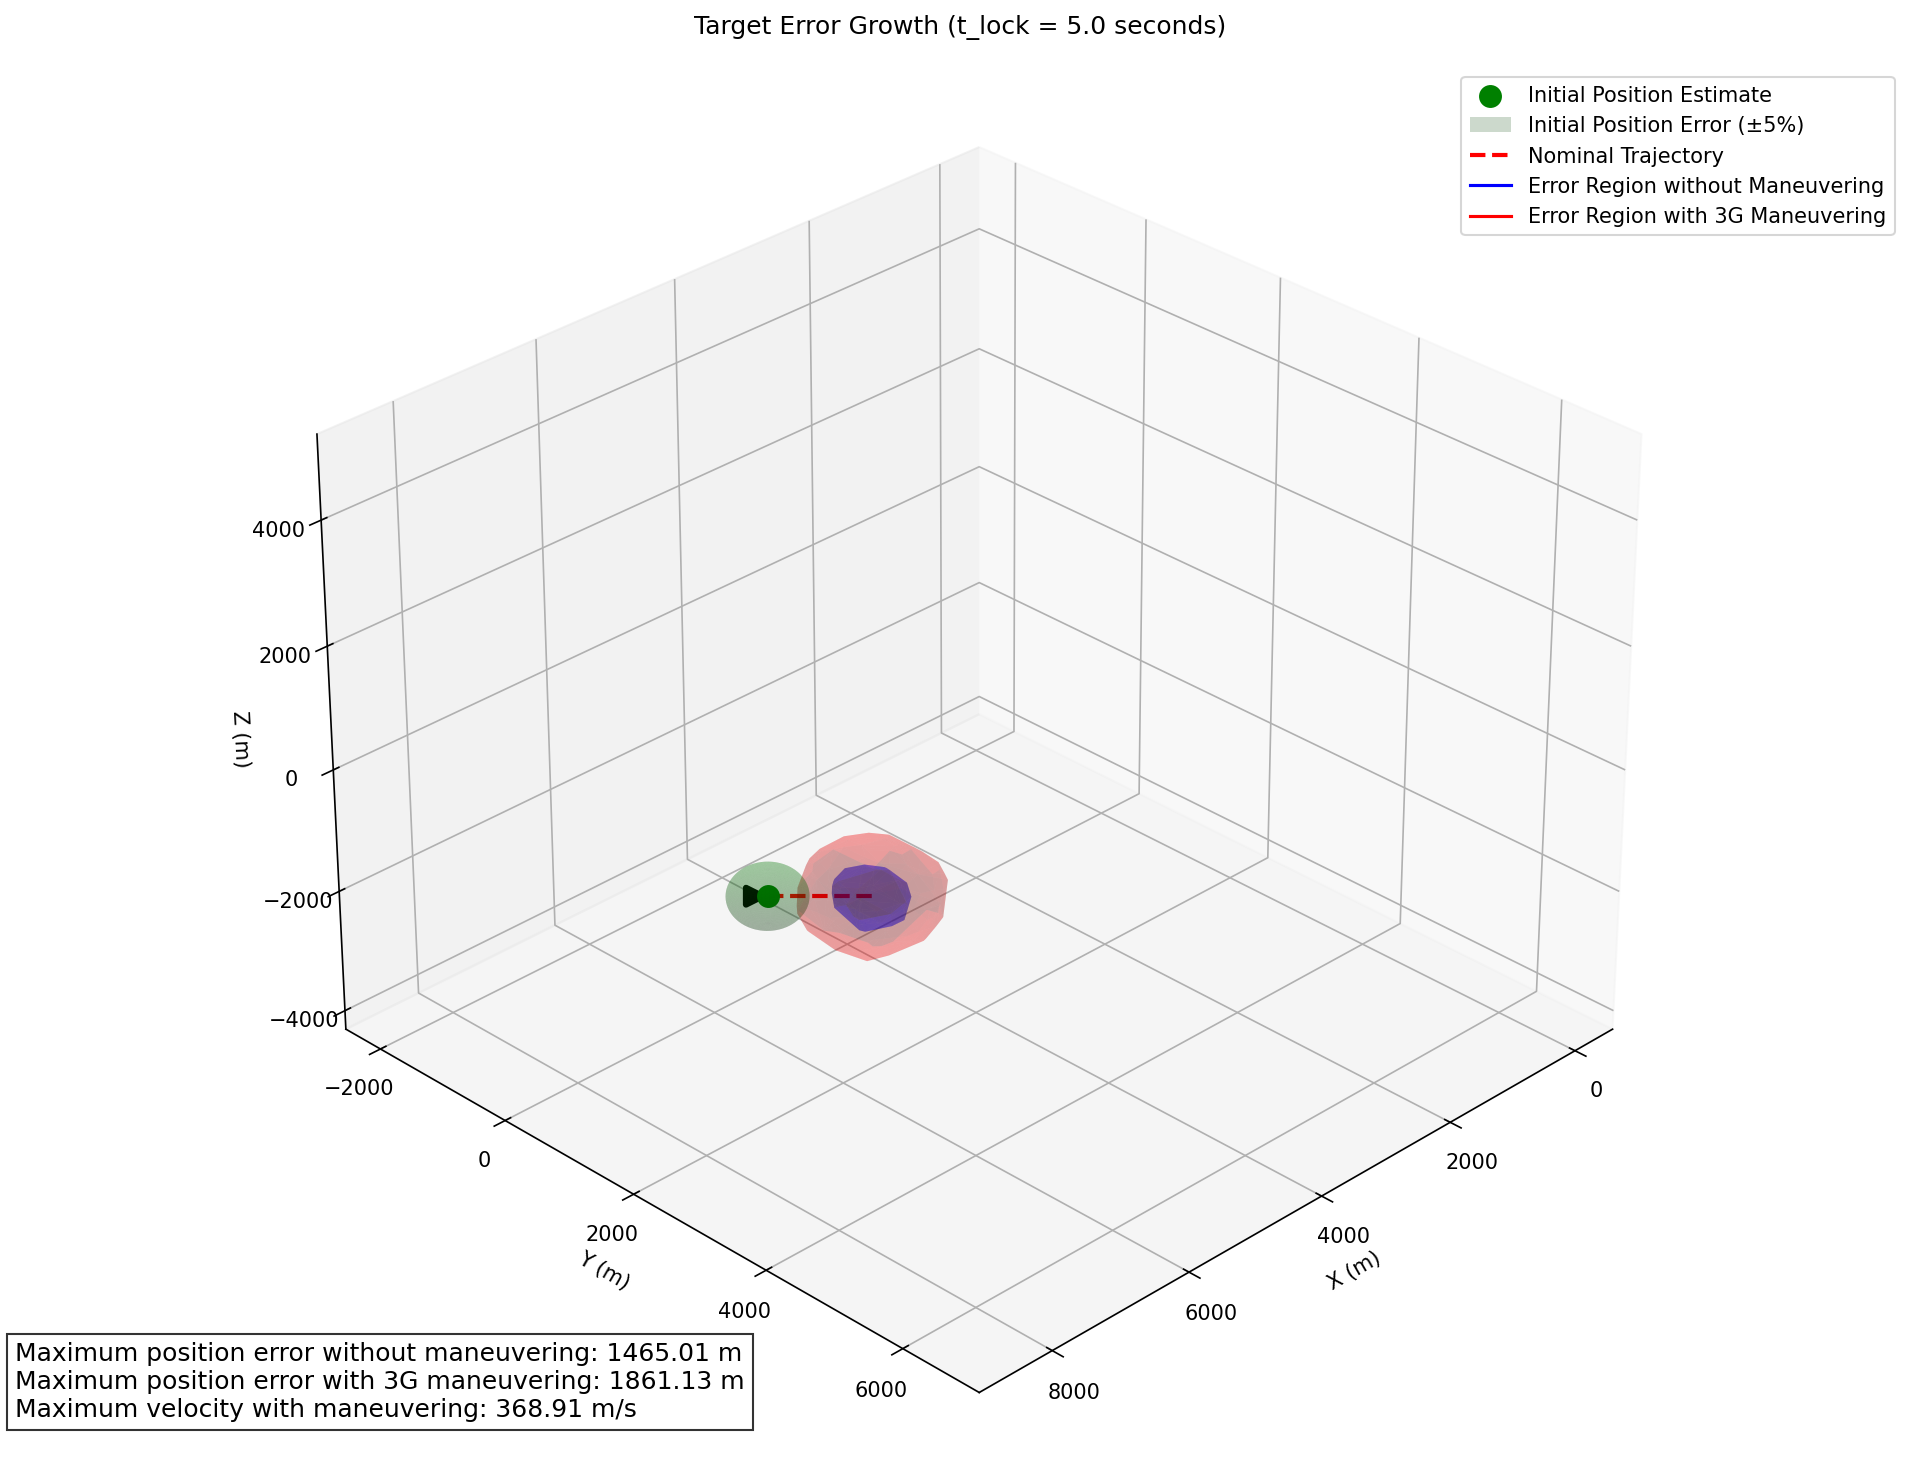 Target Error Growth (t_lock = 5.0 seconds)
Initial Position Estimate
Initial Position Error (±5%)
Nominal Trajectory
Error Region without Maneuvering
Error Region with 3G Maneuvering
4000
2000
0
−2000
−4000
Z (m)
−2000
0
2000
4000
6000
Y (m)
0
2000
4000
6000
8000
X (m)
Maximum position error without maneuvering: 1465.01 m
Maximum position error with 3G maneuvering: 1861.13 m
Maximum velocity with maneuvering: 368.91 m/s